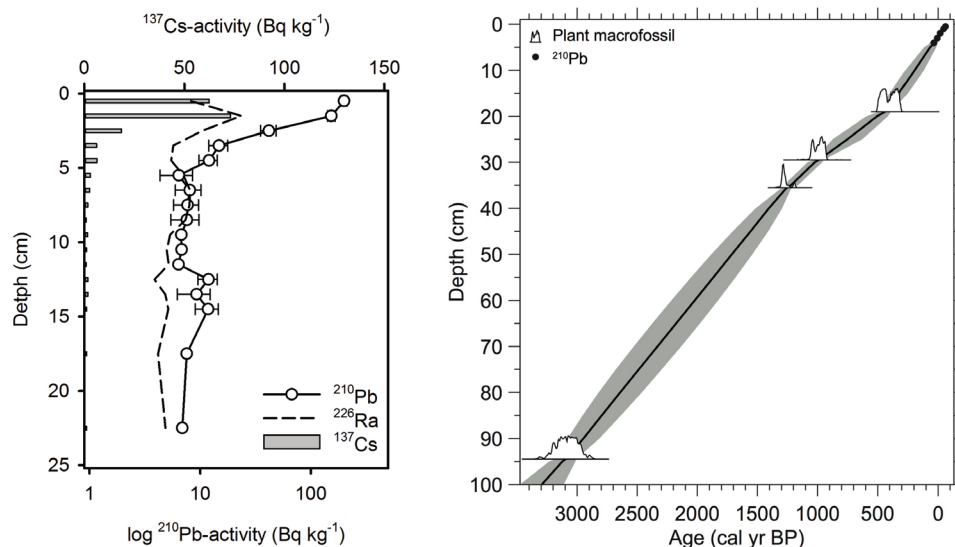 ¹³⁷Cs-activity (Bq kg⁻¹)
0 50 100 150
0
5
10
15
20
25
Detph (cm)
²¹⁰Pb
²²⁶Ra
¹³⁷Cs
1 10 100
log ²¹⁰Pb-activity (Bq kg⁻¹)
Plant macrofossil
²¹⁰Pb
0
10
20
30
40
50
60
70
80
90
100
Depth (cm)
3000 2500 2000 1500 1000 500 0
Age (cal yr BP)